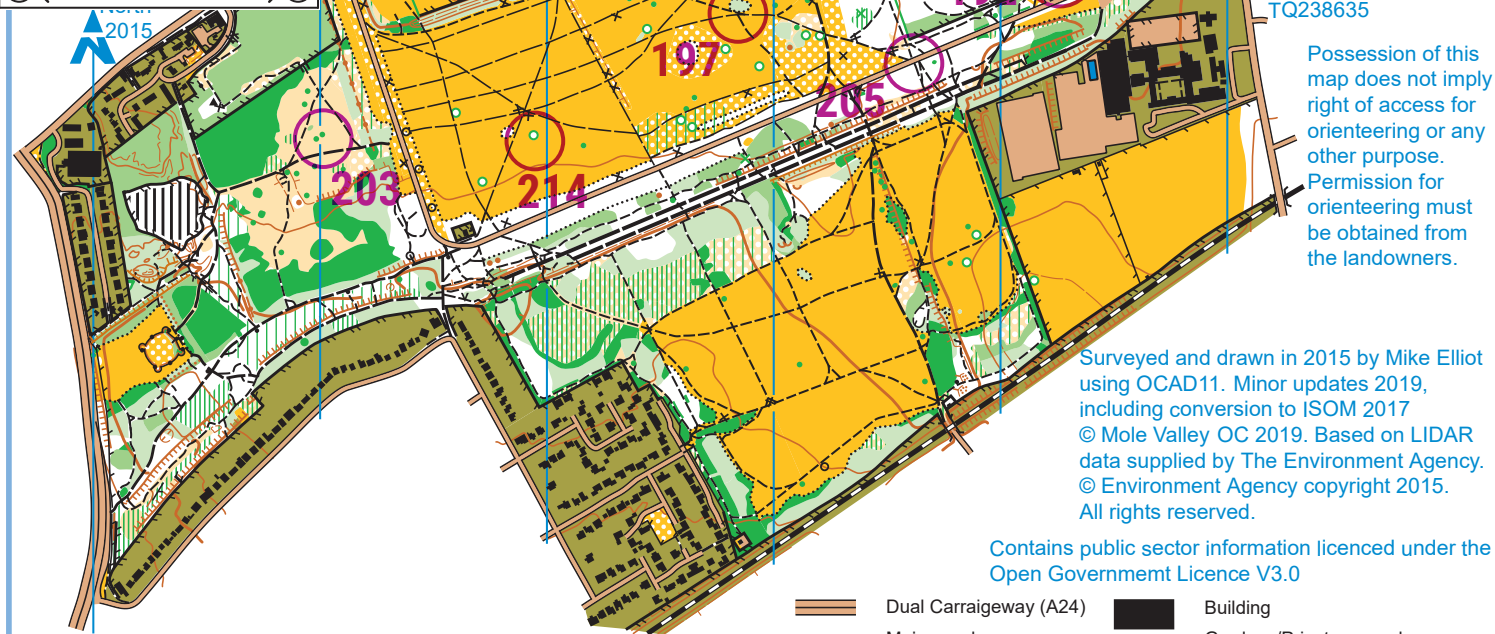 North
2015
TQ238635
197
205
203
214
Possession of this
map does not imply
right of access for
orienteering or any
other purpose.
Permission for
orienteering must
be obtained from
the landowners.
Surveyed and drawn in 2015 by Mike Elliot
using OCAD11. Minor updates 2019,
including conversion to ISOM 2017
© Mole Valley OC 2019. Based on LIDAR
data supplied by The Environment Agency.
© Environment Agency copyright 2015.
All rights reserved.
Contains public sector information licenced under the
Open Governmemt Licence V3.0
Dual Carraigeway (A24)
Building